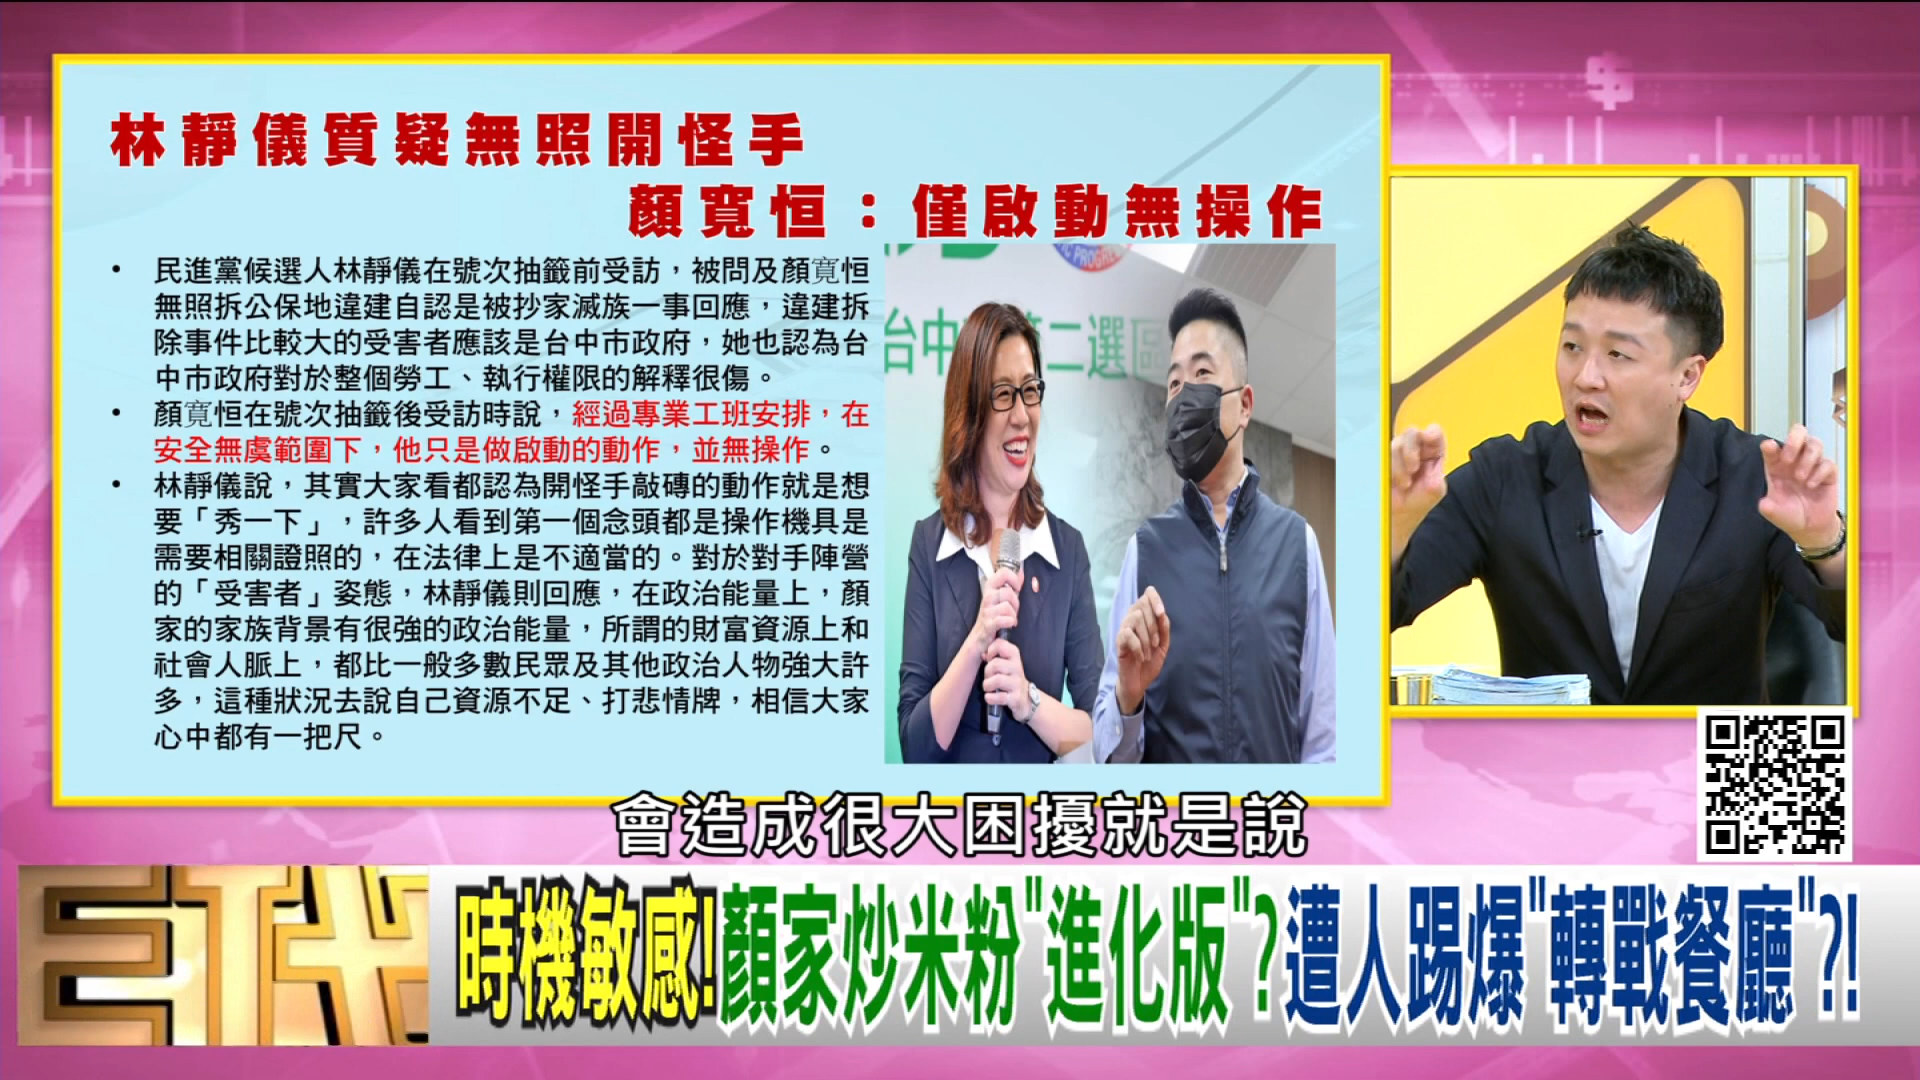 林靜儀質疑無照開怪手
顏寬恒：僅啟動無操作
• 民進黨候選人林靜儀在號次抽籤前受訪，被問及顏寛恒
無照拆公保地違建自認是被抄家滅族一事回應，違建拆
除事件比較大的受害者應該是台中市政府，她也認為台
中市政府對於整個勞工、執行權限的解釋很傷。
• 顏寛恒在號次抽籤後受訪時說，經過專業工班安排，在
安全無虞範圍下，他只是做啟動的動作，並無操作。
• 林靜儀說，其實大家看都認為開怪手敲磚的動作就是想
要「秀一下」，許多人看到第一個念頭都是操作機具是
需要相關證照的，在法律上是不適當的。對於對手陣營
的「受害者」姿態，林靜儀則回應，在政治能量上，顏
家的家族背景有很強的政治能量，所謂的財富資源上和
社會人脈上，都比一般多數民眾及其他政治人物強大許
多，這種狀況去說自己資源不足、打悲情牌，相信大家
心中都有一把尺。
PROGRE
台中
二選區
會造成很大困擾就是說
時機敏感!顏家炒米粉"進化版"?遭人踢爆"轉戰餐廳"?!